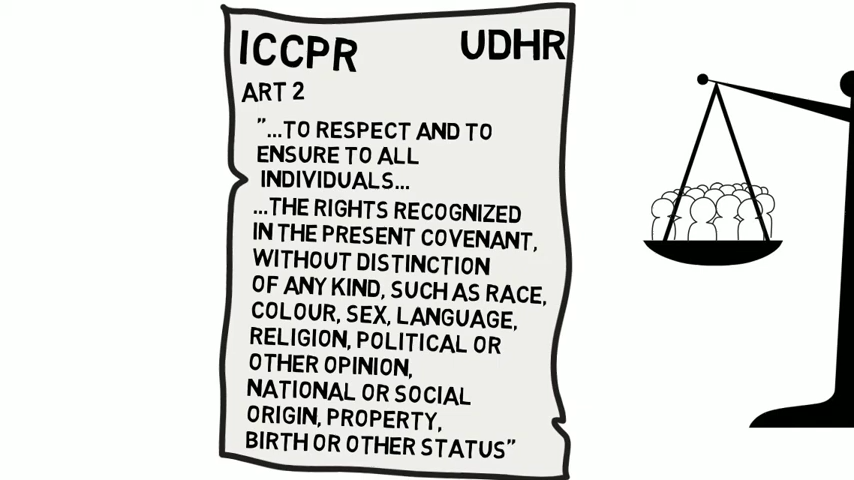 ICCPR UDHR
ART 2
"...TO RESPECT AND TO
ENSURE TO ALL
INDIVIDUALS...
...THE RIGHTS RECOGNIZED
IN THE PRESENT COVENANT,
WITHOUT DISTINCTION
OF ANY KIND, SUCH AS RACE,
COLOUR, SEX, LANGUAGE,
RELIGION, POLITICAL OR
OTHER OPINION,
NATIONAL OR SOCIAL
ORIGIN, PROPERTY,
BIRTH OR OTHER STATUS"